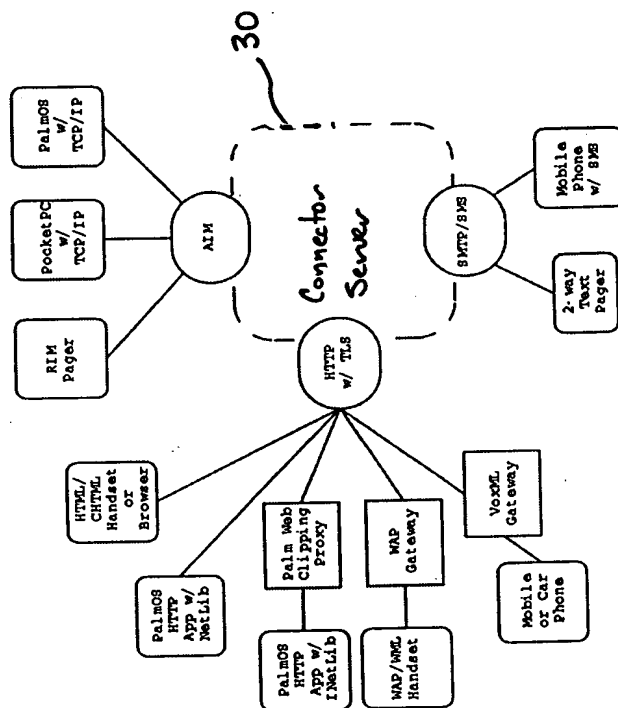 30
PalmOS
w/
TCP/IP
PocketPC
w/
TCP/IP
RIM
Pager
AIM
Connector
Server
HTTP
w/ TLS
SMTP/SMS
Mobile
Phone
w/ SMS
2-way
Text
Pager
HTML/
CHTML
Handset
or
Browser
PalmOS
HTTP
App w/
NetLib
Palm Web
Clipping
Proxy
PalmOS
HTTP
App w/
INetLib
WAP
Gateway
WAP/WML
Handset
VoxML
Gateway
Mobile
or Car
Phone